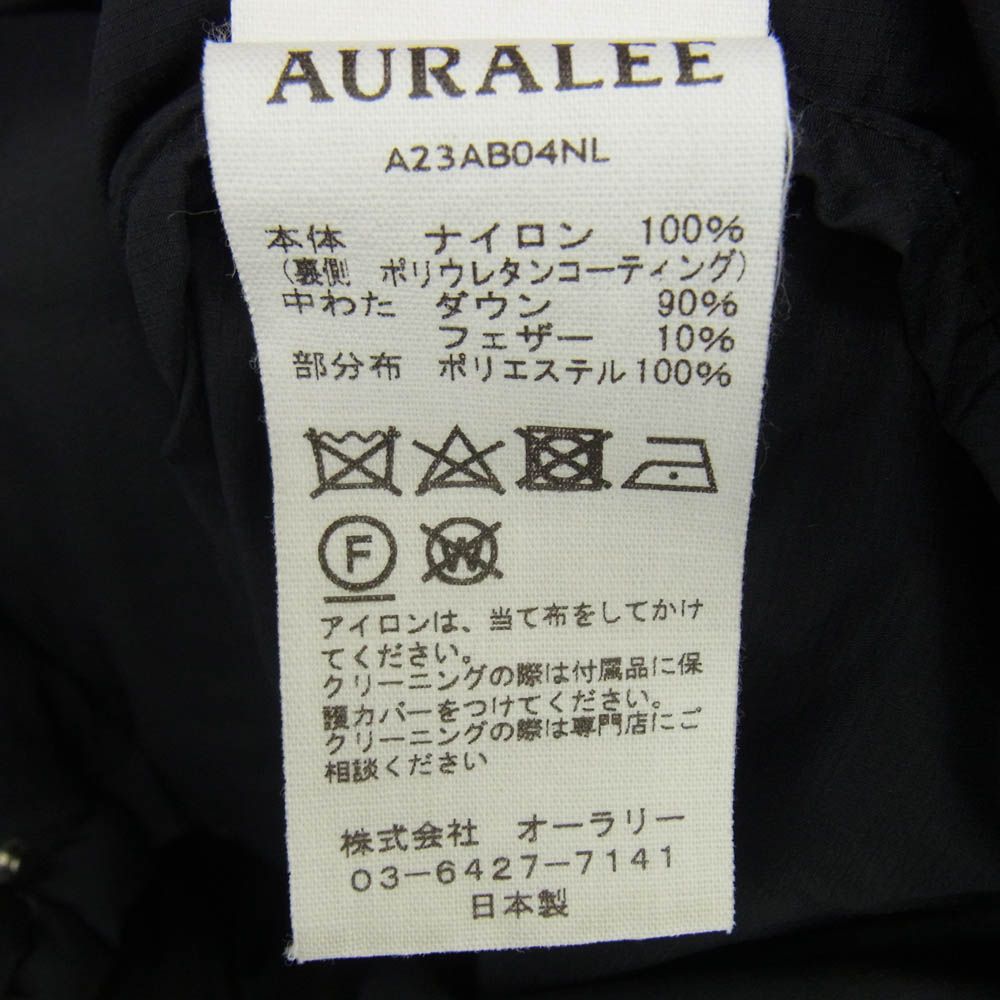 AURALEE
A23AB04NL
本体 ナイロン 100%
(裏側 ポリウレタンコーティング)
中わた ダウン 90%
フェザー 10%
部分布 ポリエステル 100%
F
W
アイロンは、当て布をしてかけ
てください。
クリーニングの際は付属品に保
護カバーをつけてください。
クリーニングの際は専門店にご
相談ください
株式会社 オーラリー
03-6427-7141
日本製